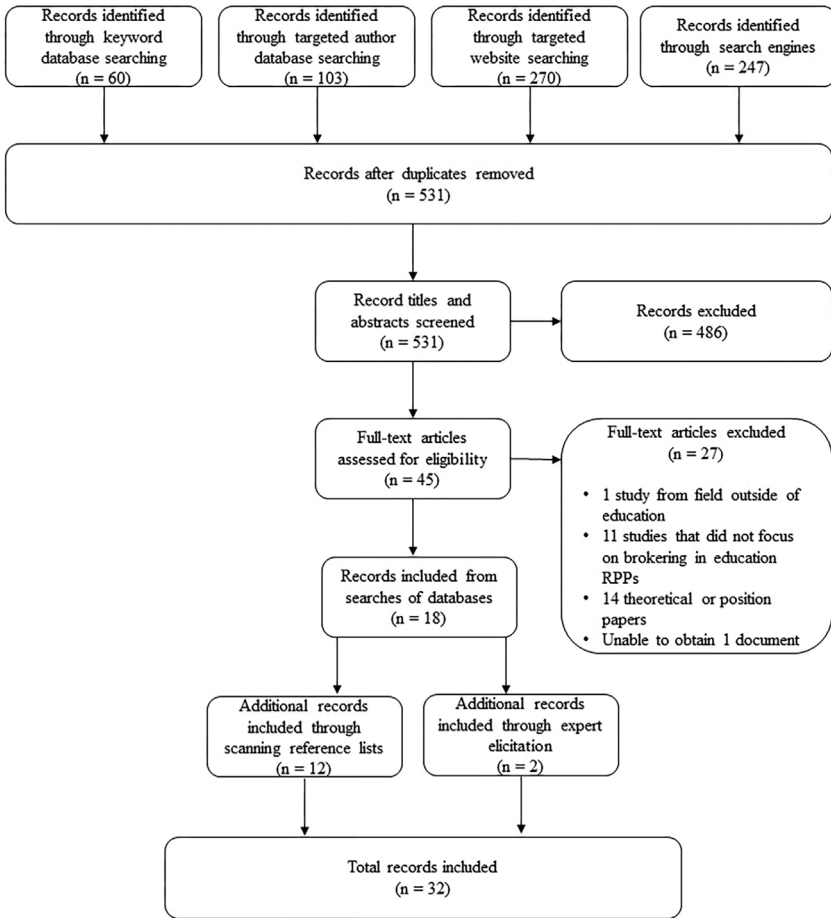 Records identified
through keyword
database searching
(n = 60)
Records identified
through targeted author
database searching
(n = 103)
Records identified
through targeted
website searching
(n = 270)
Records identified
through search engines
(n = 247)
Records after duplicates removed
(n = 531)
Record titles and
abstracts screened
(n = 531)
Records excluded
(n = 486)
Full-text articles
assessed for eligibility
(n = 45)
Full-text articles excluded
(n = 27)
• 1 study from field outside of
education
• 11 studies that did not focus
on brokering in education
RPPs
• 14 theoretical or position
papers
• Unable to obtain 1 document
Records included from
searches of databases
(n = 18)
Additional records
included through
scanning reference lists
(n = 12)
Additional records
included through expert
elicitation
(n = 2)
Total records included
(n = 32)